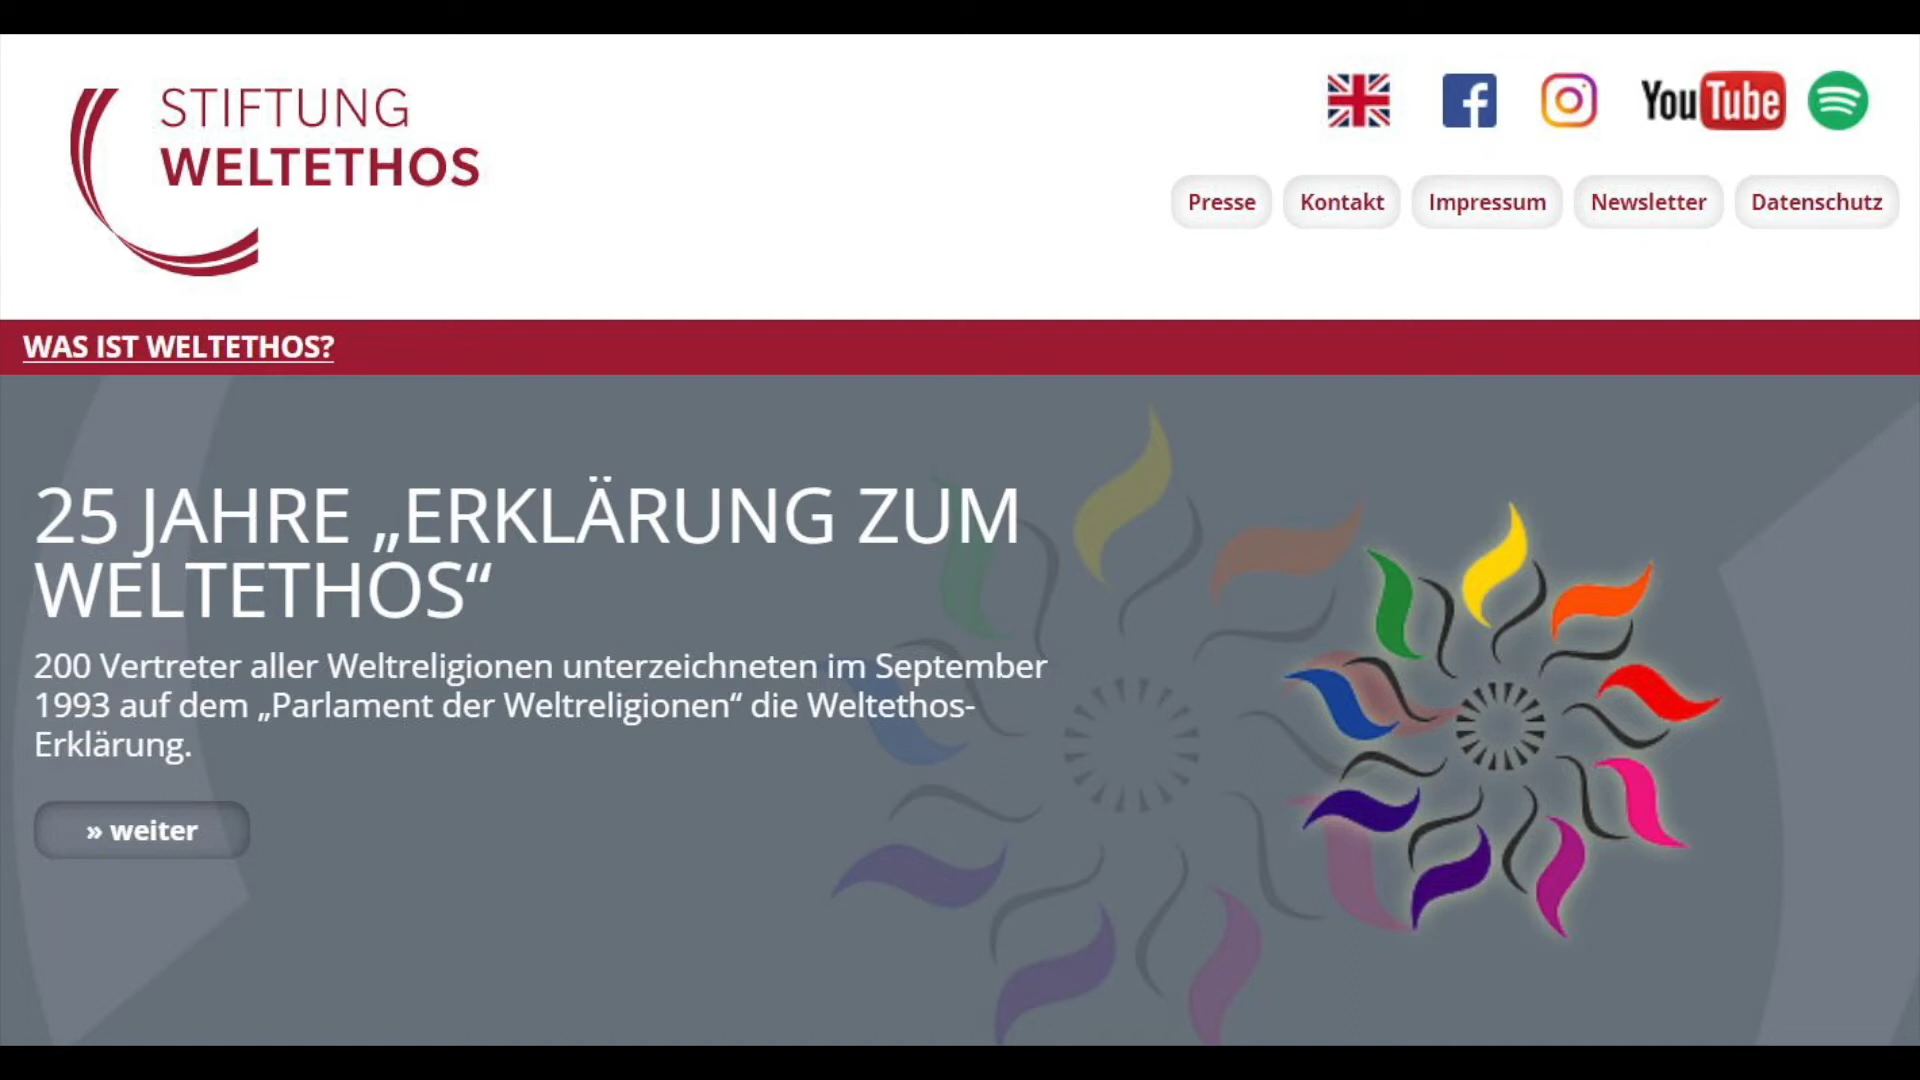 STIFTUNG
WELTETHOS
YouTube
Presse Kontakt Impressum Newsletter Datenschutz
WAS IST WELTETHOS?
25 JAHRE „ERKLÄRUNG ZUM
WELTETHOS“
200 Vertreter aller Weltreligionen unterzeichneten im September
1993 auf dem „Parlament der Weltreligionen“ die Weltethos-
Erklärung.
» weiter